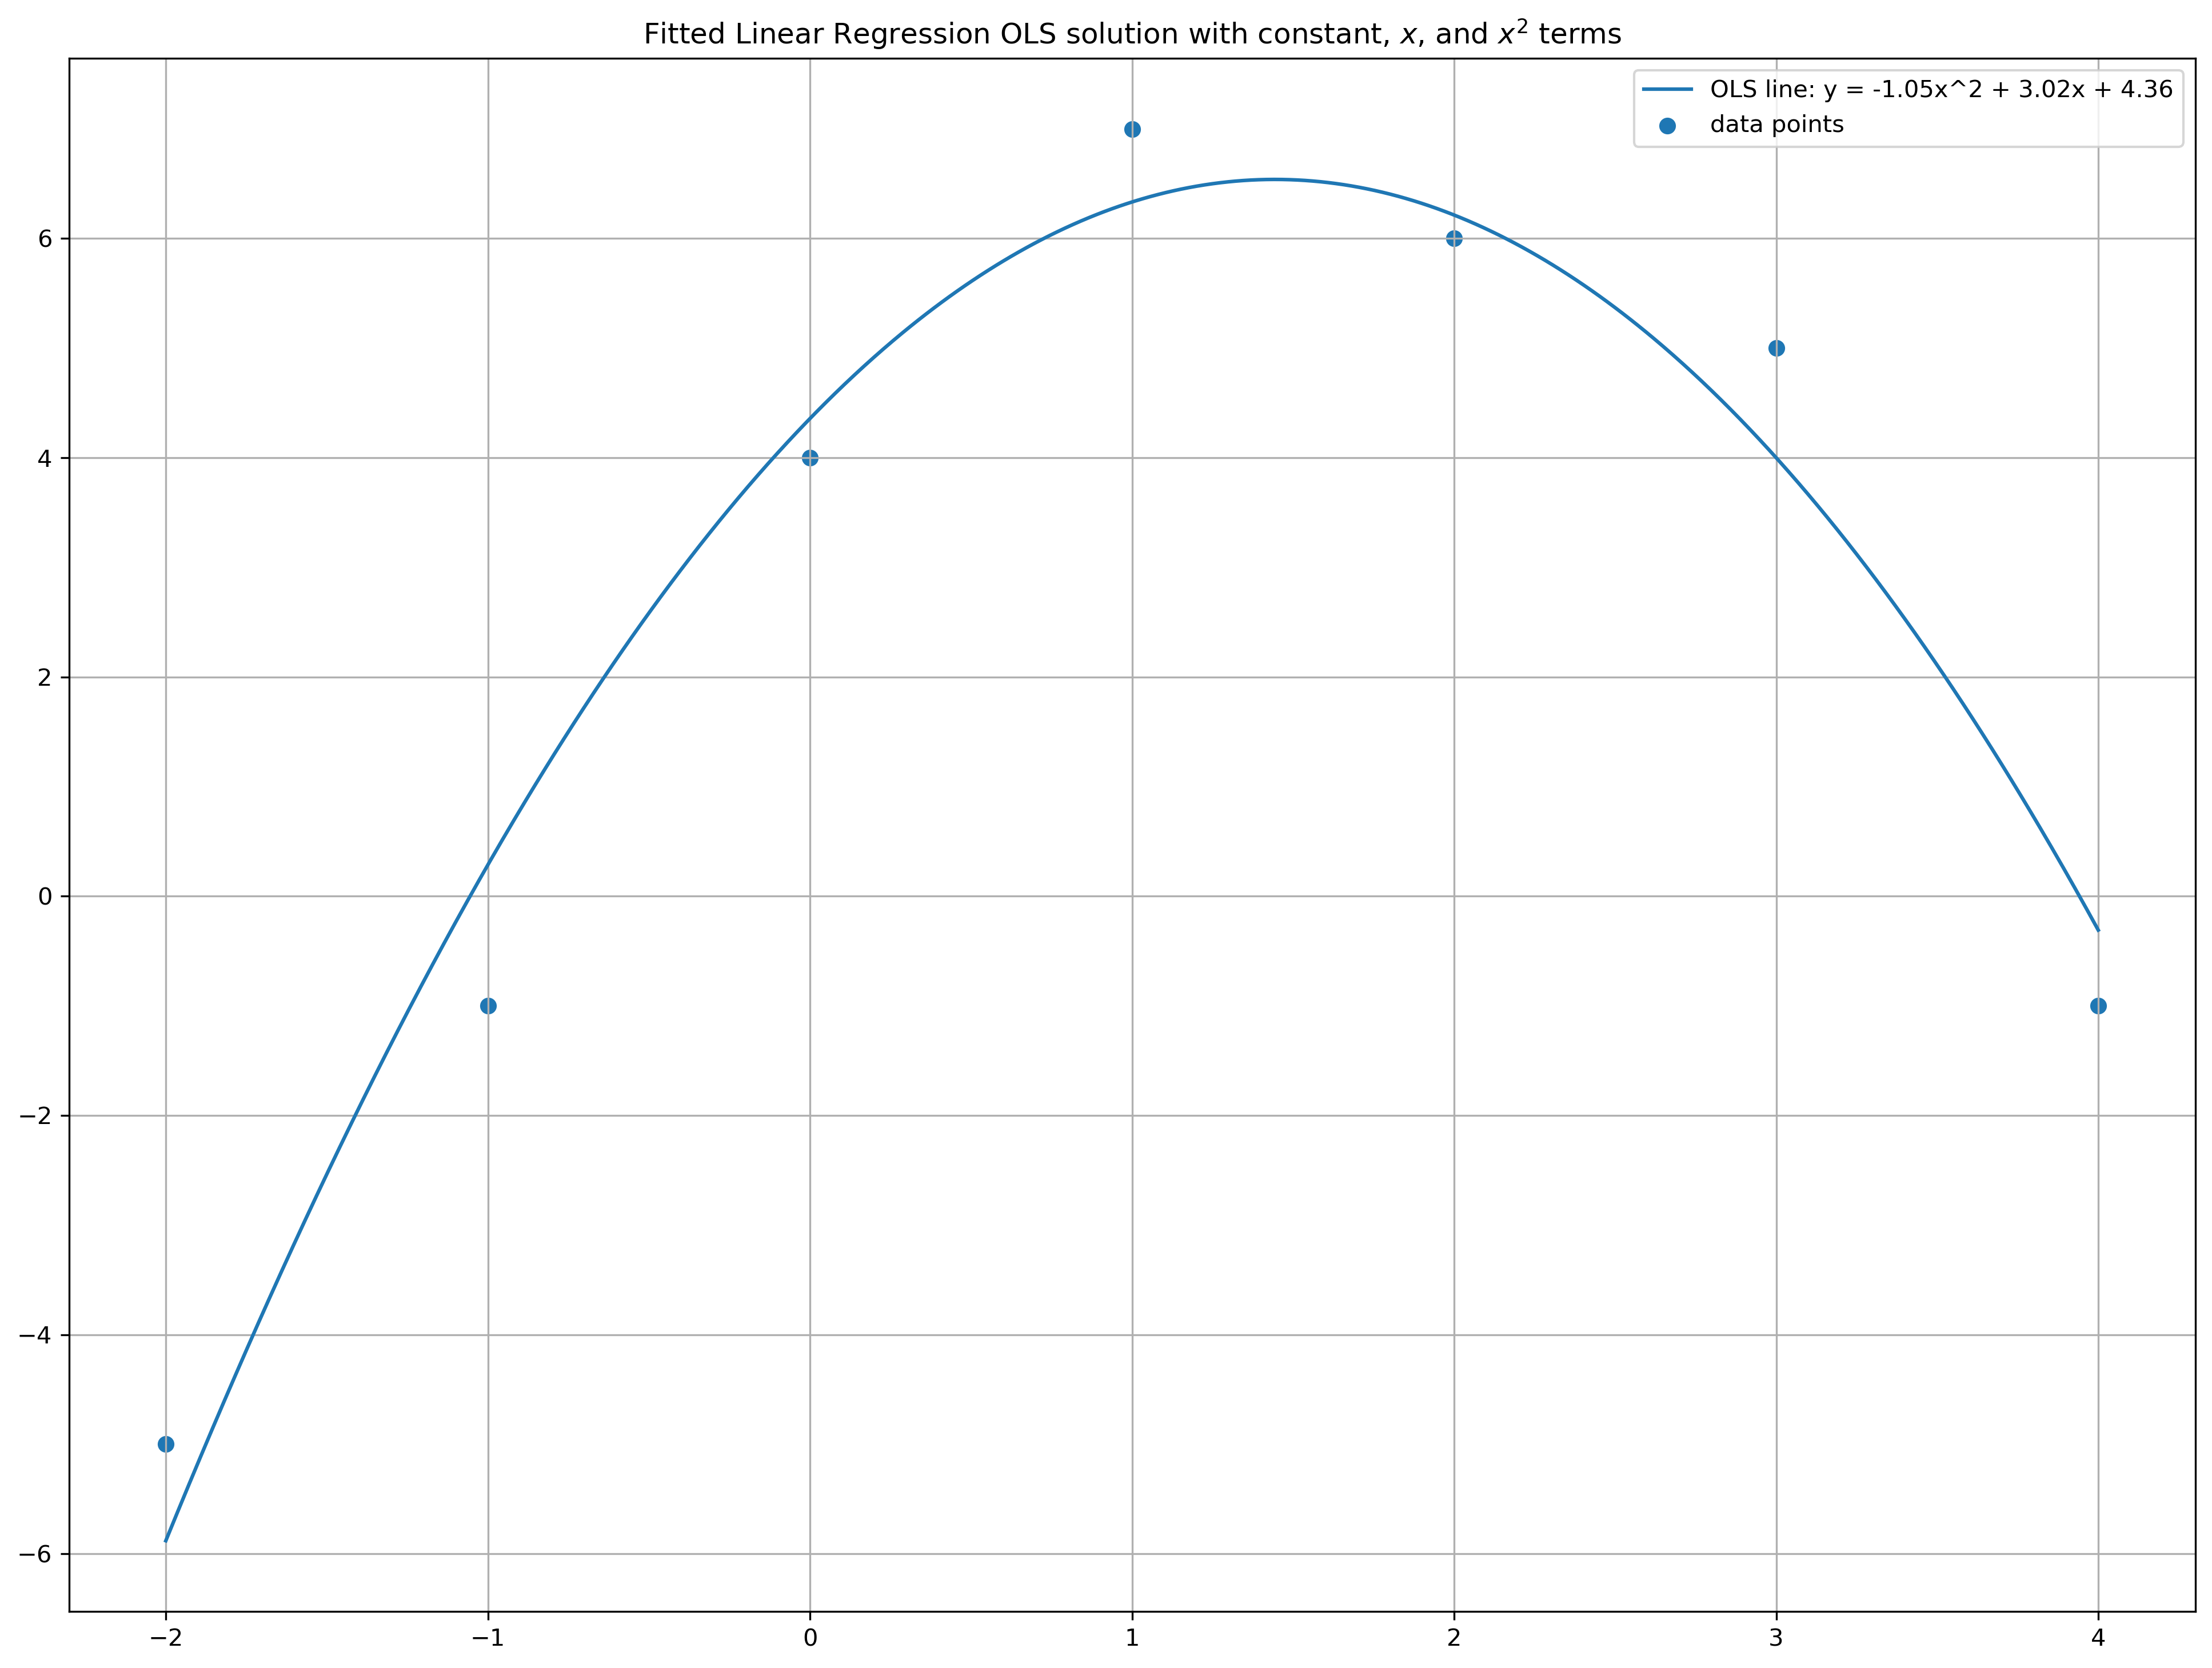 Fitted Linear Regression OLS solution with constant, x, and x² terms
OLS line: y = -1.05x^2 + 3.02x + 4.36
data points
6
4
2
0
−2
−4
−6
−2 −1 0 1 2 3 4